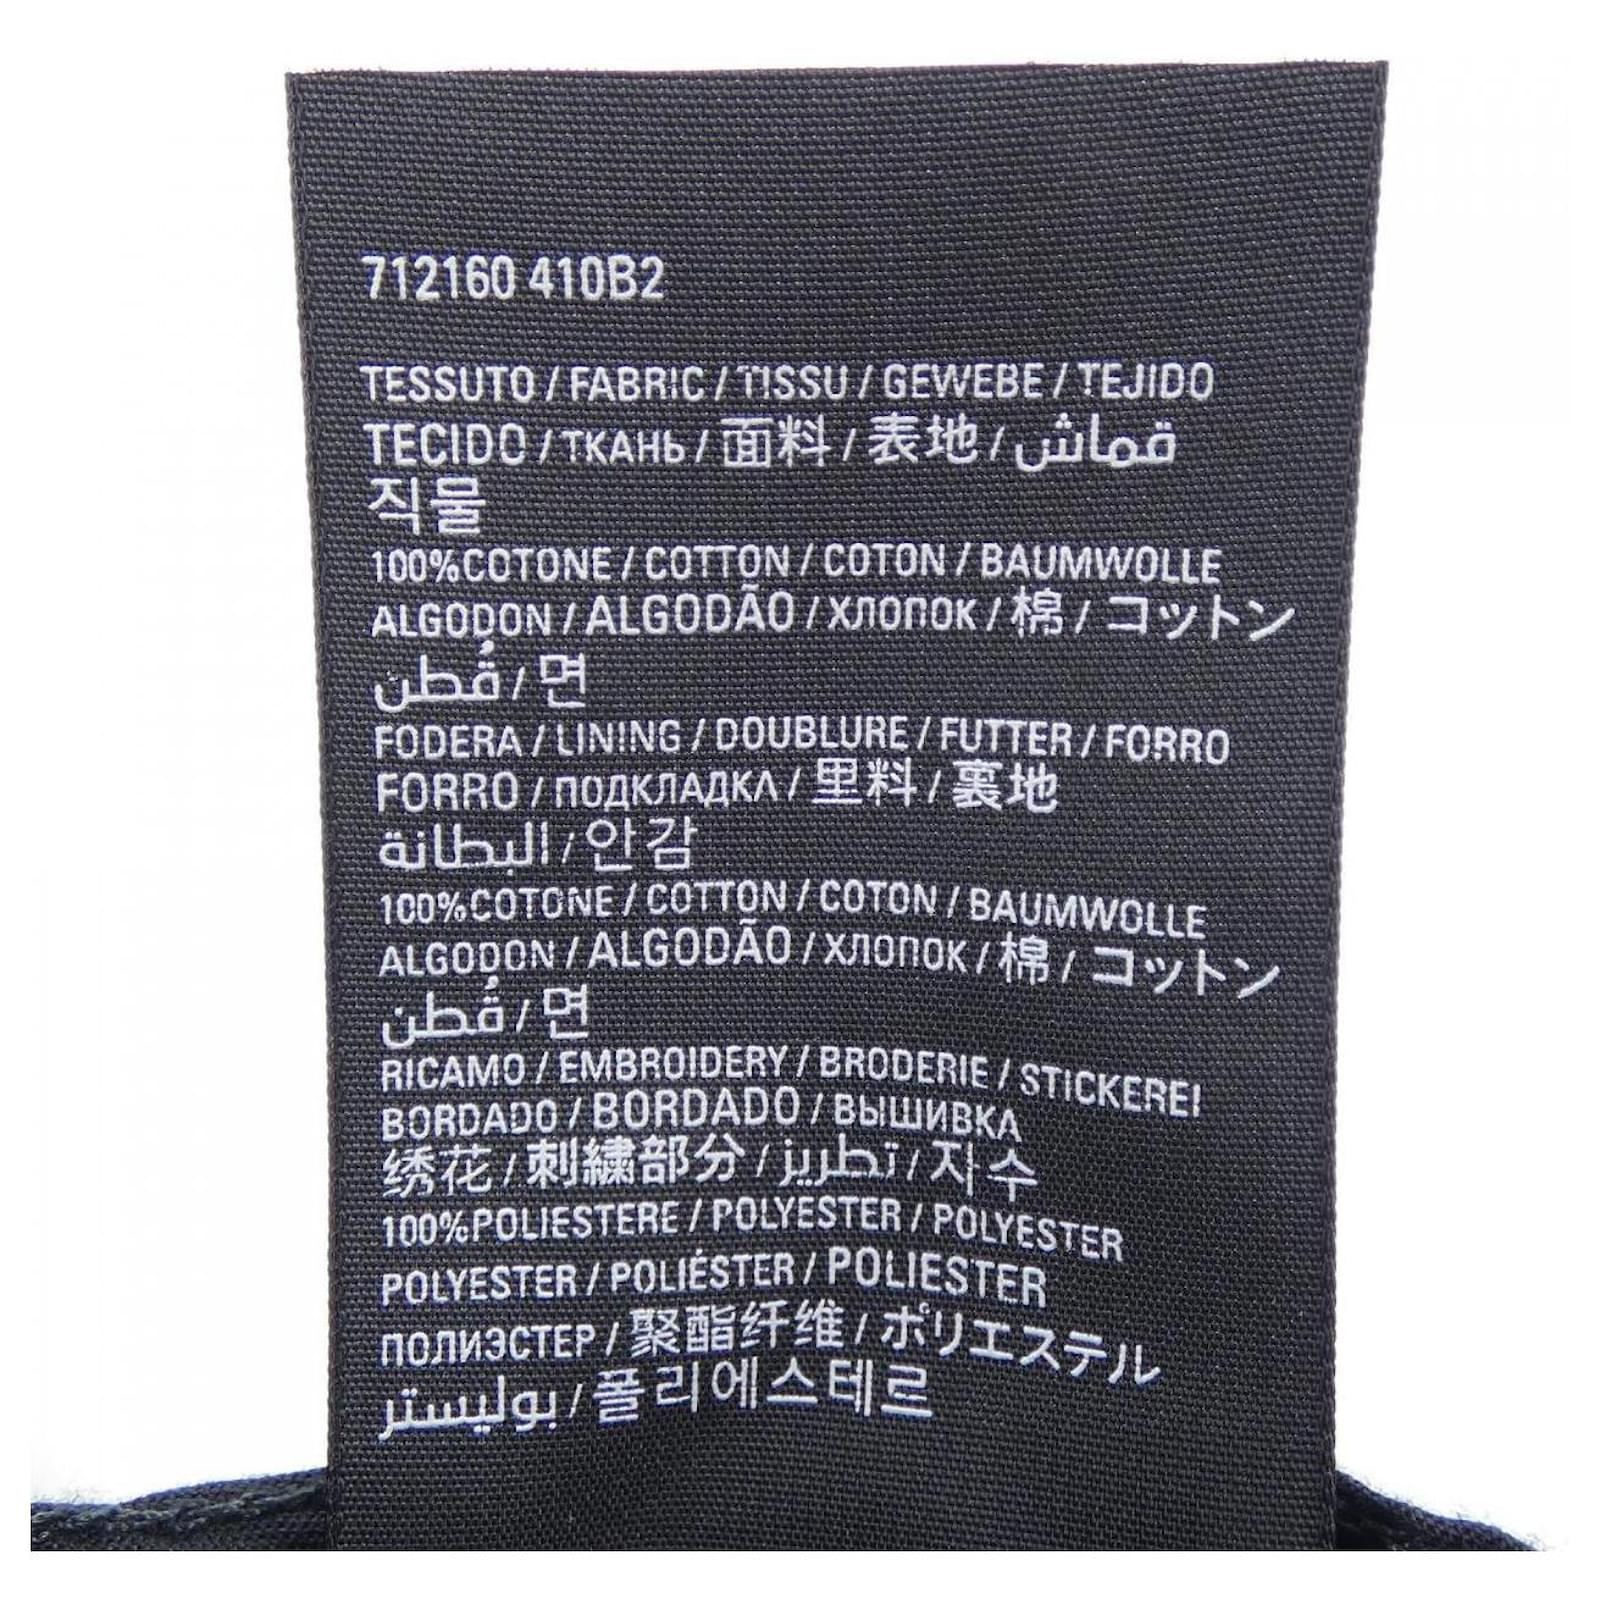 712160 410B2
TESSUTO / FABRIC / TISSU / GEWEBE / TEJIDO
TECIDO / ТКАНЬ / 面料 / 表地 / قماش
직물
100%COTONE / COTTON / COTON / BAUMWOLLE
ALGODON / ALGODÃO / ХЛОПОК / 棉 / コットン
قُطن / 면
FODERA / LINING / DOUBLURE / FUTTER / FORRO
FORRO / ПОДКЛАДКА / 里料 / 裏地
البطانة / 안감
100%COTONE / COTTON / COTON / BAUMWOLLE
ALGODON / ALGODÃO / ХЛОПОК / 棉 / コットン
قُطن / 면
RICAMO / EMBROIDERY / BRODERIE / STICKEREI
BORDADO / BORDADO / ВЫШИВКА
绣花 / 刺繍部分 / تطريز / 자수
100%POLIESTERE / POLYESTER / POLYESTER
POLYESTER / POLIÉSTER / POLIESTER
ПОЛИЭСТЕР / 聚酯纤维 / ポリエステル
بوليستر / 폴리에스테르